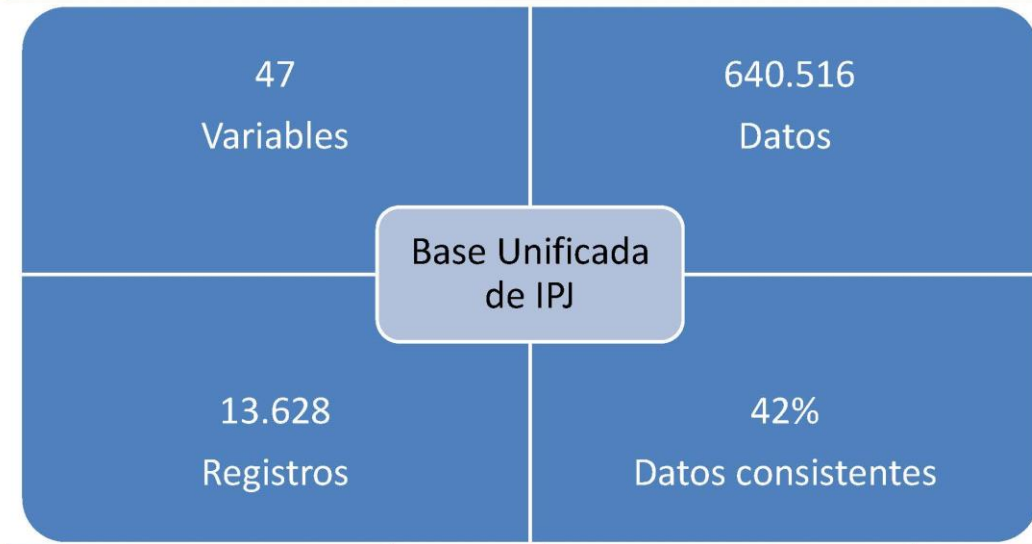 47
Variables
640.516
Datos
Base Unificada
de IPJ
13.628
Registros
42%
Datos consistentes